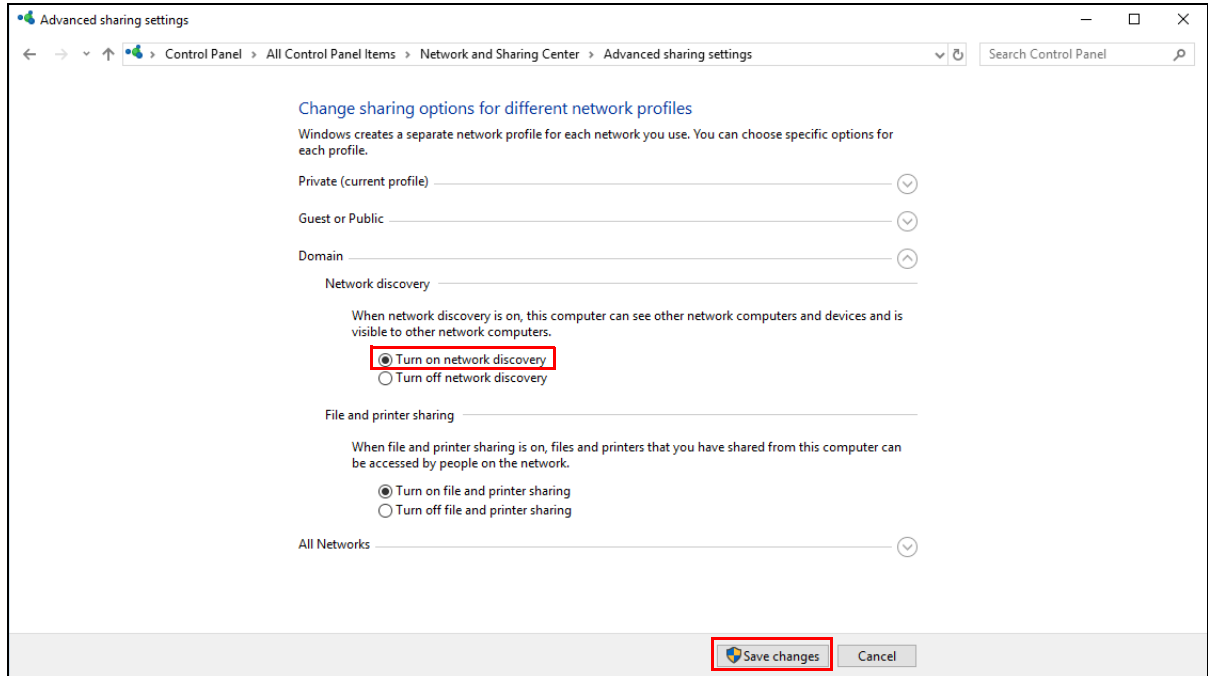 Advanced sharing settings
Control Panel > All Control Panel Items > Network and Sharing Center > Advanced sharing settings
Search Control Panel
Change sharing options for different network profiles
Windows creates a separate network profile for each network you use. You can choose specific options for
each profile.
Private (current profile)
Guest or Public
Domain
Network discovery
When network discovery is on, this computer can see other network computers and devices and is
visible to other network computers.
Turn on network discovery
Turn off network discovery
File and printer sharing
When file and printer sharing is on, files and printers that you have shared from this computer can
be accessed by people on the network.
Turn on file and printer sharing
Turn off file and printer sharing
All Networks
Save changes
Cancel